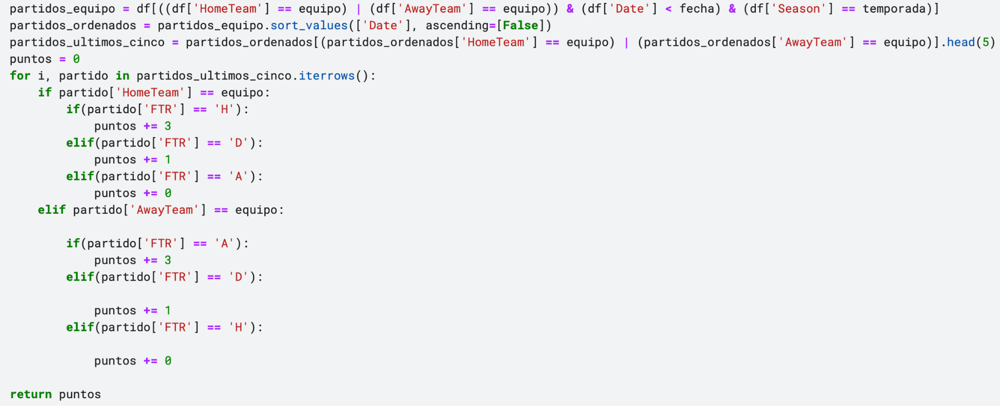 partidos_equipo = df[((df['HomeTeam'] == equipo) | (df['AwayTeam'] == equipo)) & (df['Date'] < fecha) & (df['Season'] == temporada)]
partidos_ordenados = partidos_equipo.sort_values(['Date'], ascending=[False])
partidos_ultimos_cinco = partidos_ordenados[(partidos_ordenados['HomeTeam'] == equipo) | (partidos_ordenados['AwayTeam'] == equipo)].head(5)
puntos = 0
for i, partido in partidos_ultimos_cinco.iterrows():
    if partido['HomeTeam'] == equipo:
        if(partido['FTR'] == 'H'):
            puntos += 3
        elif(partido['FTR'] == 'D'):
            puntos += 1
        elif(partido['FTR'] == 'A'):
            puntos += 0
    elif partido['AwayTeam'] == equipo:
        if(partido['FTR'] == 'A'):
            puntos += 3
        elif(partido['FTR'] == 'D'):
            puntos += 1
        elif(partido['FTR'] == 'H'):
            puntos += 0
return puntos